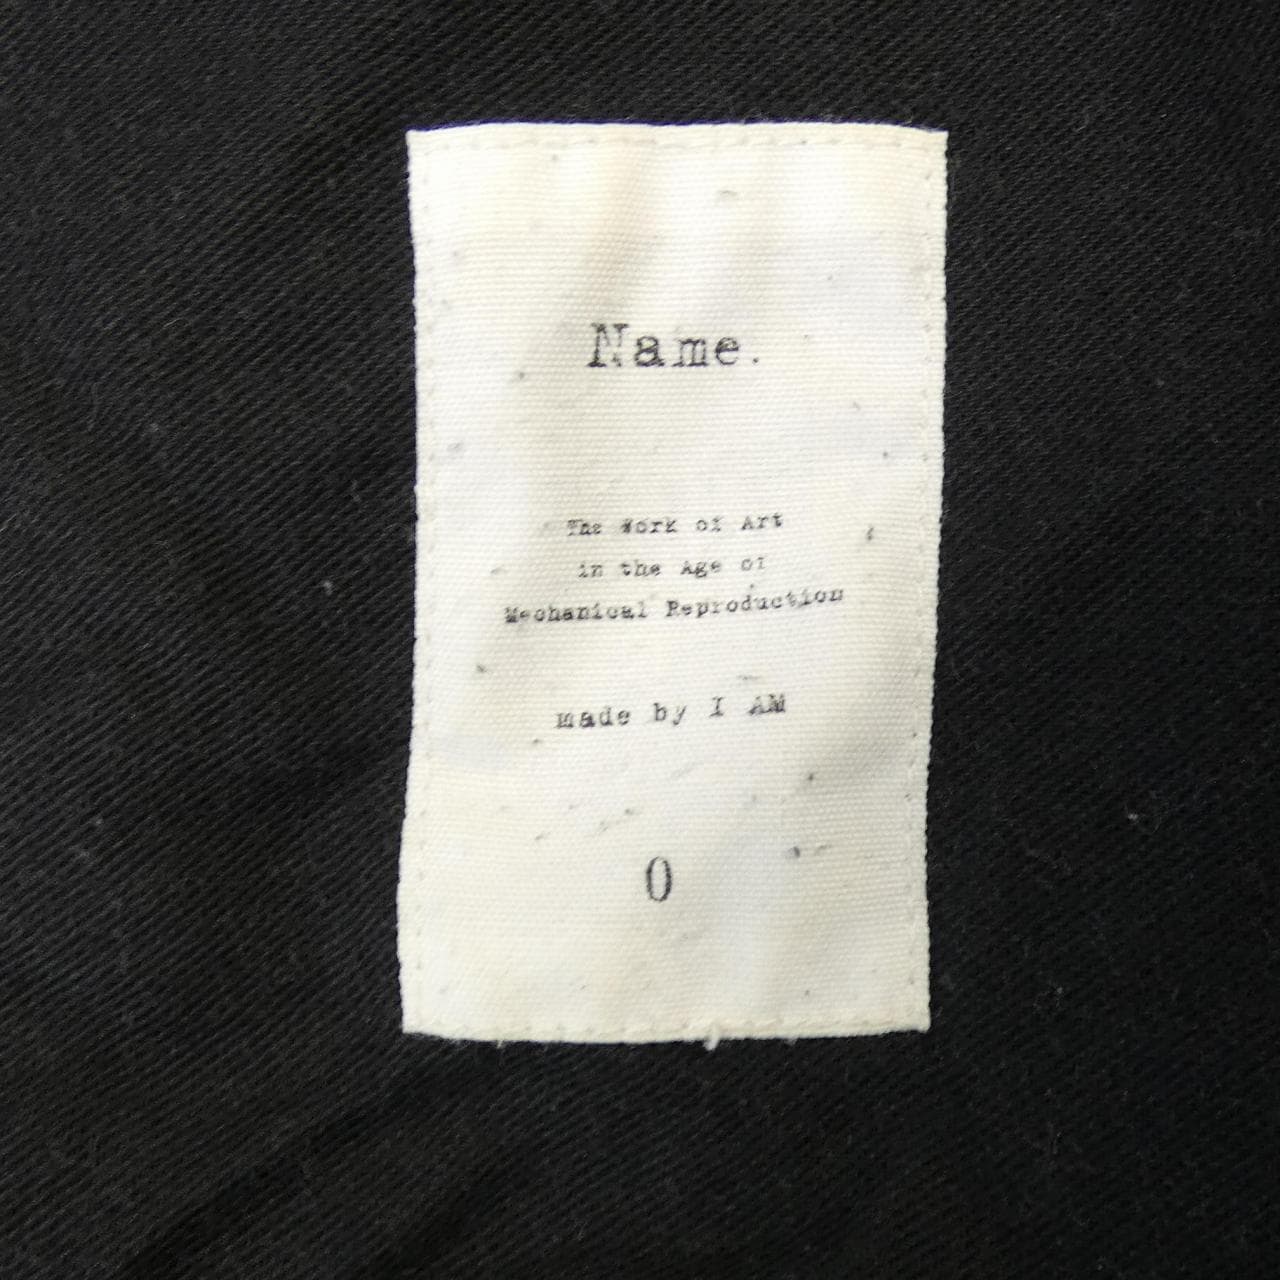 Name.
The Work of Art
in the Age of
Mechanical Reproduction
made by I AM
0